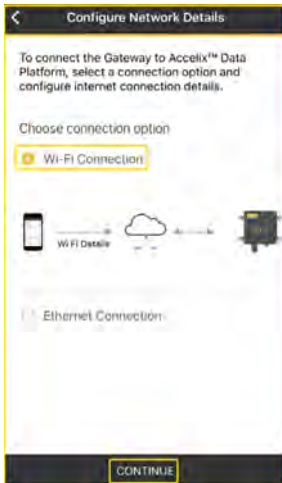 Configure Network Details
To connect the Gateway to Accelix™ Data
Platform, select a connection option and
configure internet connection details.
Choose connection option
Wi-Fi Connection
Wi Fi Details
Ethernet Connection
CONTINUE